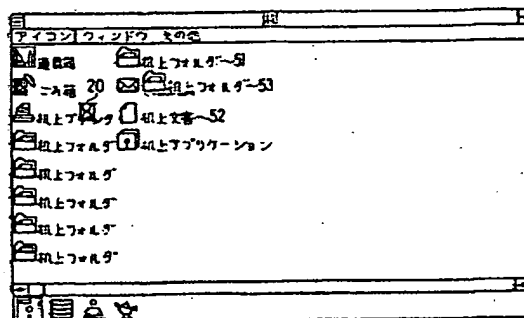 机
アイコン ウィンドウ その他
道具箱 机上フォルダ~51
ごみ箱 20 机上フォルダ~53
机上プリンタ 机上文書~52
机上フォルダ 机上アプリケーション
机上フォルダ
机上フォルダ
机上フォルダ
机上フォルダ